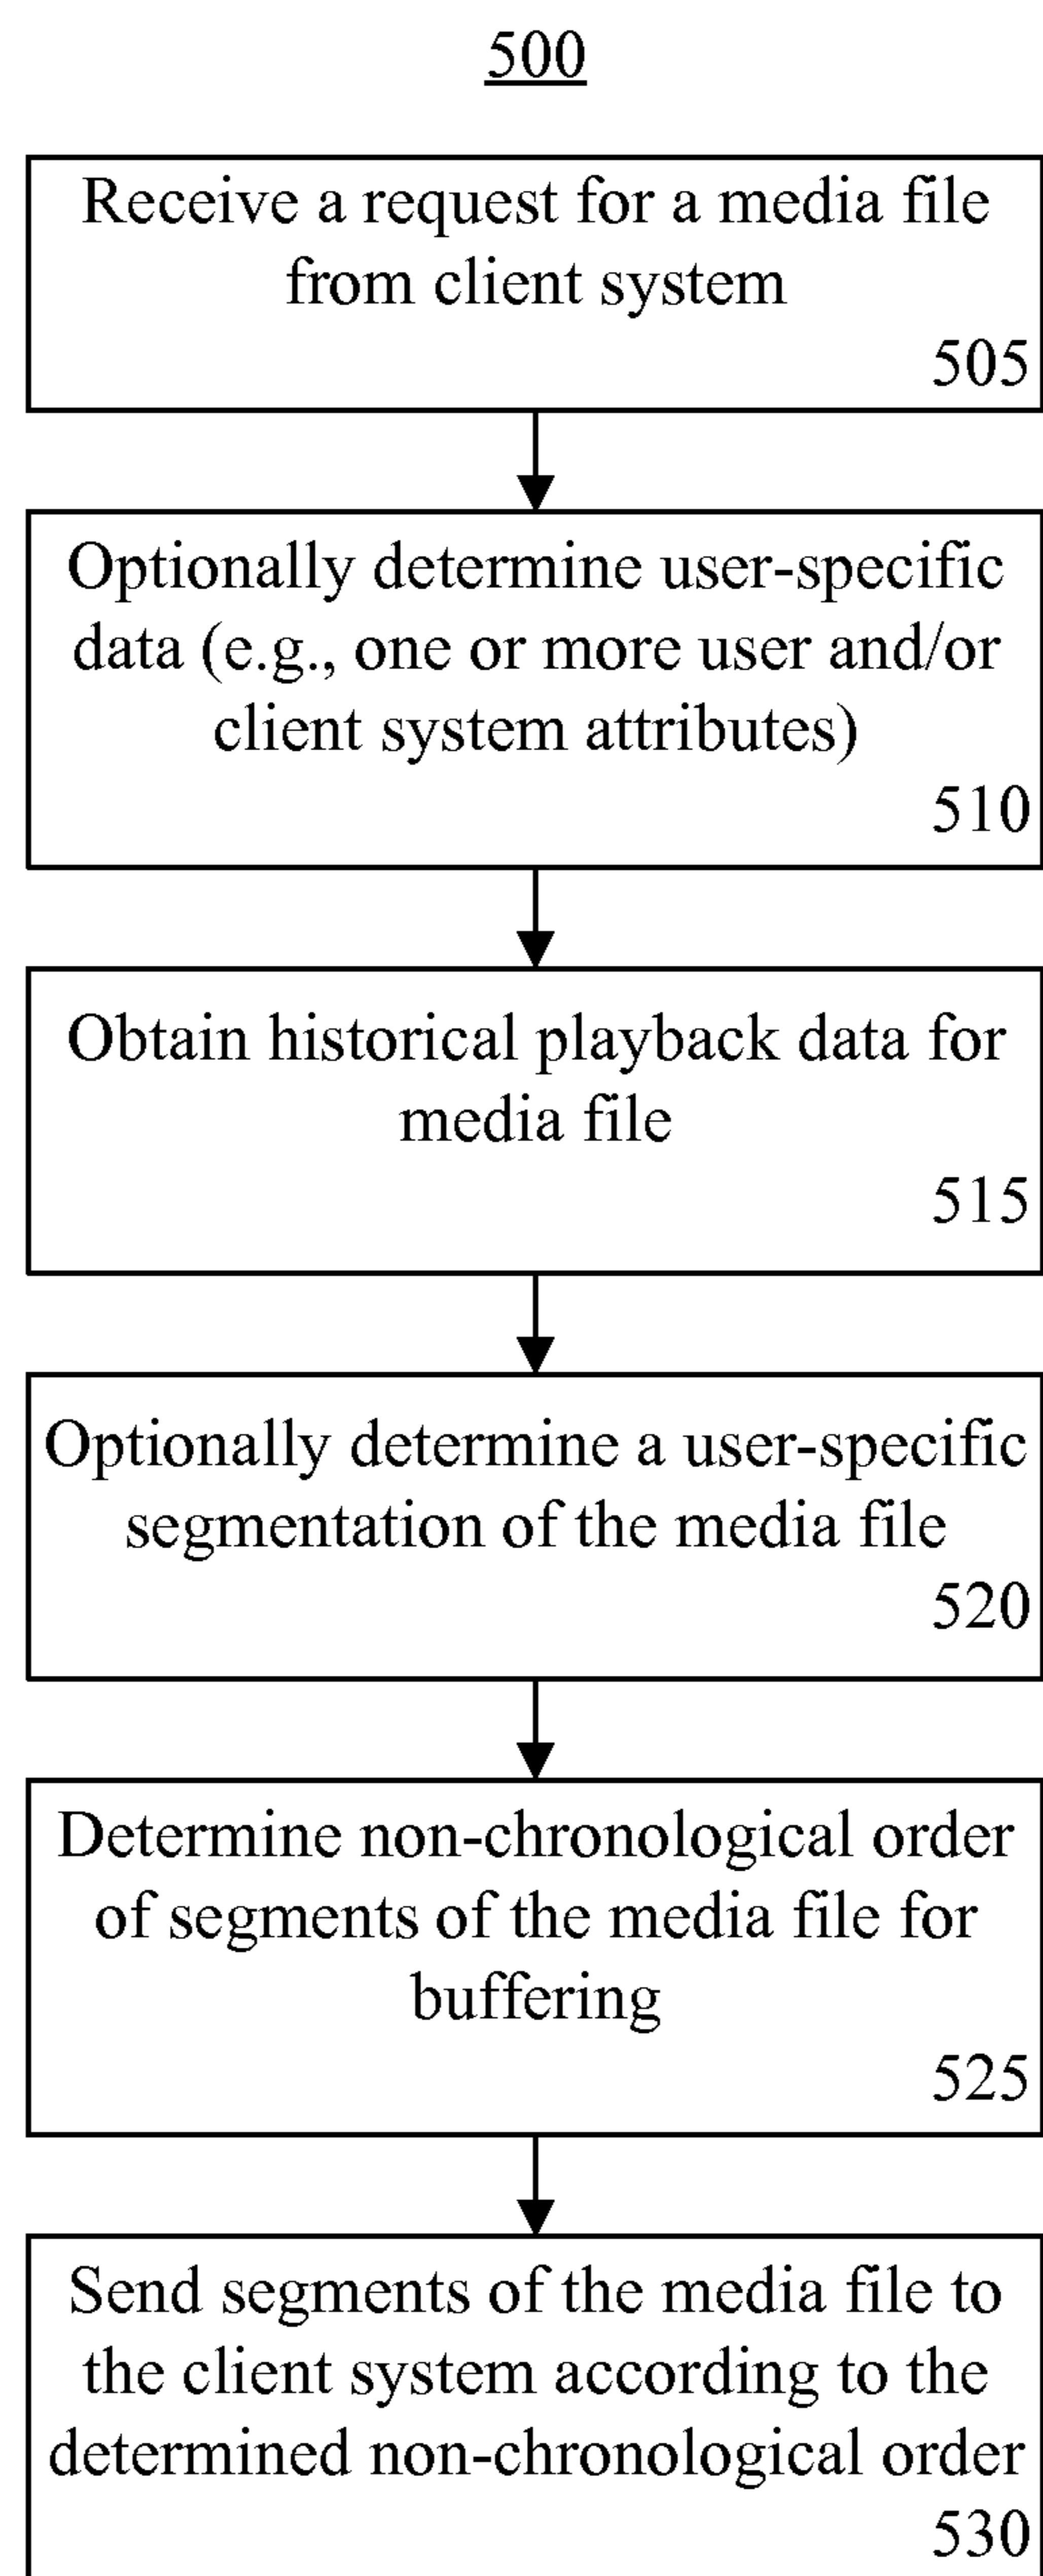 500
Receive a request for a media file
from client system
505
Optionally determine user-specific
data (e.g., one or more user and/or
client system attributes)
510
Obtain historical playback data for
media file
515
Optionally determine a user-specific
segmentation of the media file
520
Determine non-chronological order
of segments of the media file for
buffering
525
Send segments of the media file to
the client system according to the
determined non-chronological order
530